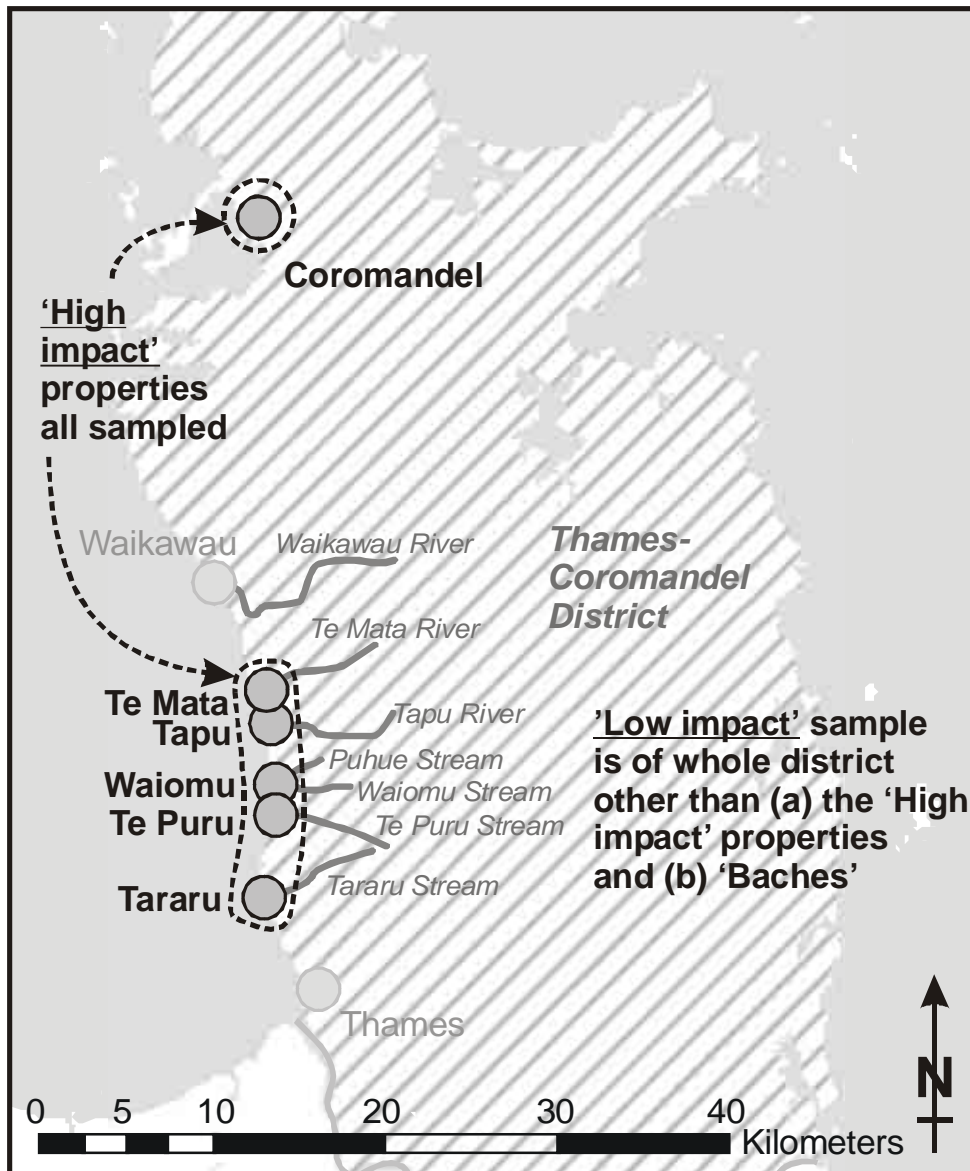 Coromandel
‘High
impact’
properties
all sampled
Waikawau
Waikawau River
Thames-
Coromandel
District
Te Mata River
Te Mata
Tapu
Tapu River
’Low impact’ sample
is of whole district
other than (a) the ‘High
impact’ properties
and (b) ‘Baches’
Puhue Stream
Waiomu
Waiomu Stream
Te Puru
Te Puru Stream
Tararu
Tararu Stream
Thames
N
0 5 10 20 30 40
Kilometers